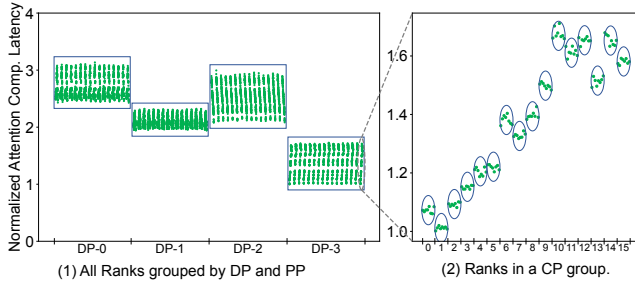 Normalized Attention Comp. Latency
4
3
2
1
0
DP-0 DP-1 DP-2 DP-3
(1) All Ranks grouped by DP and PP
1.6
1.4
1.2
1.0
0 1 2 3 4 5 6 7 8 9 10 11 12 13 14 15
(2) Ranks in a CP group.